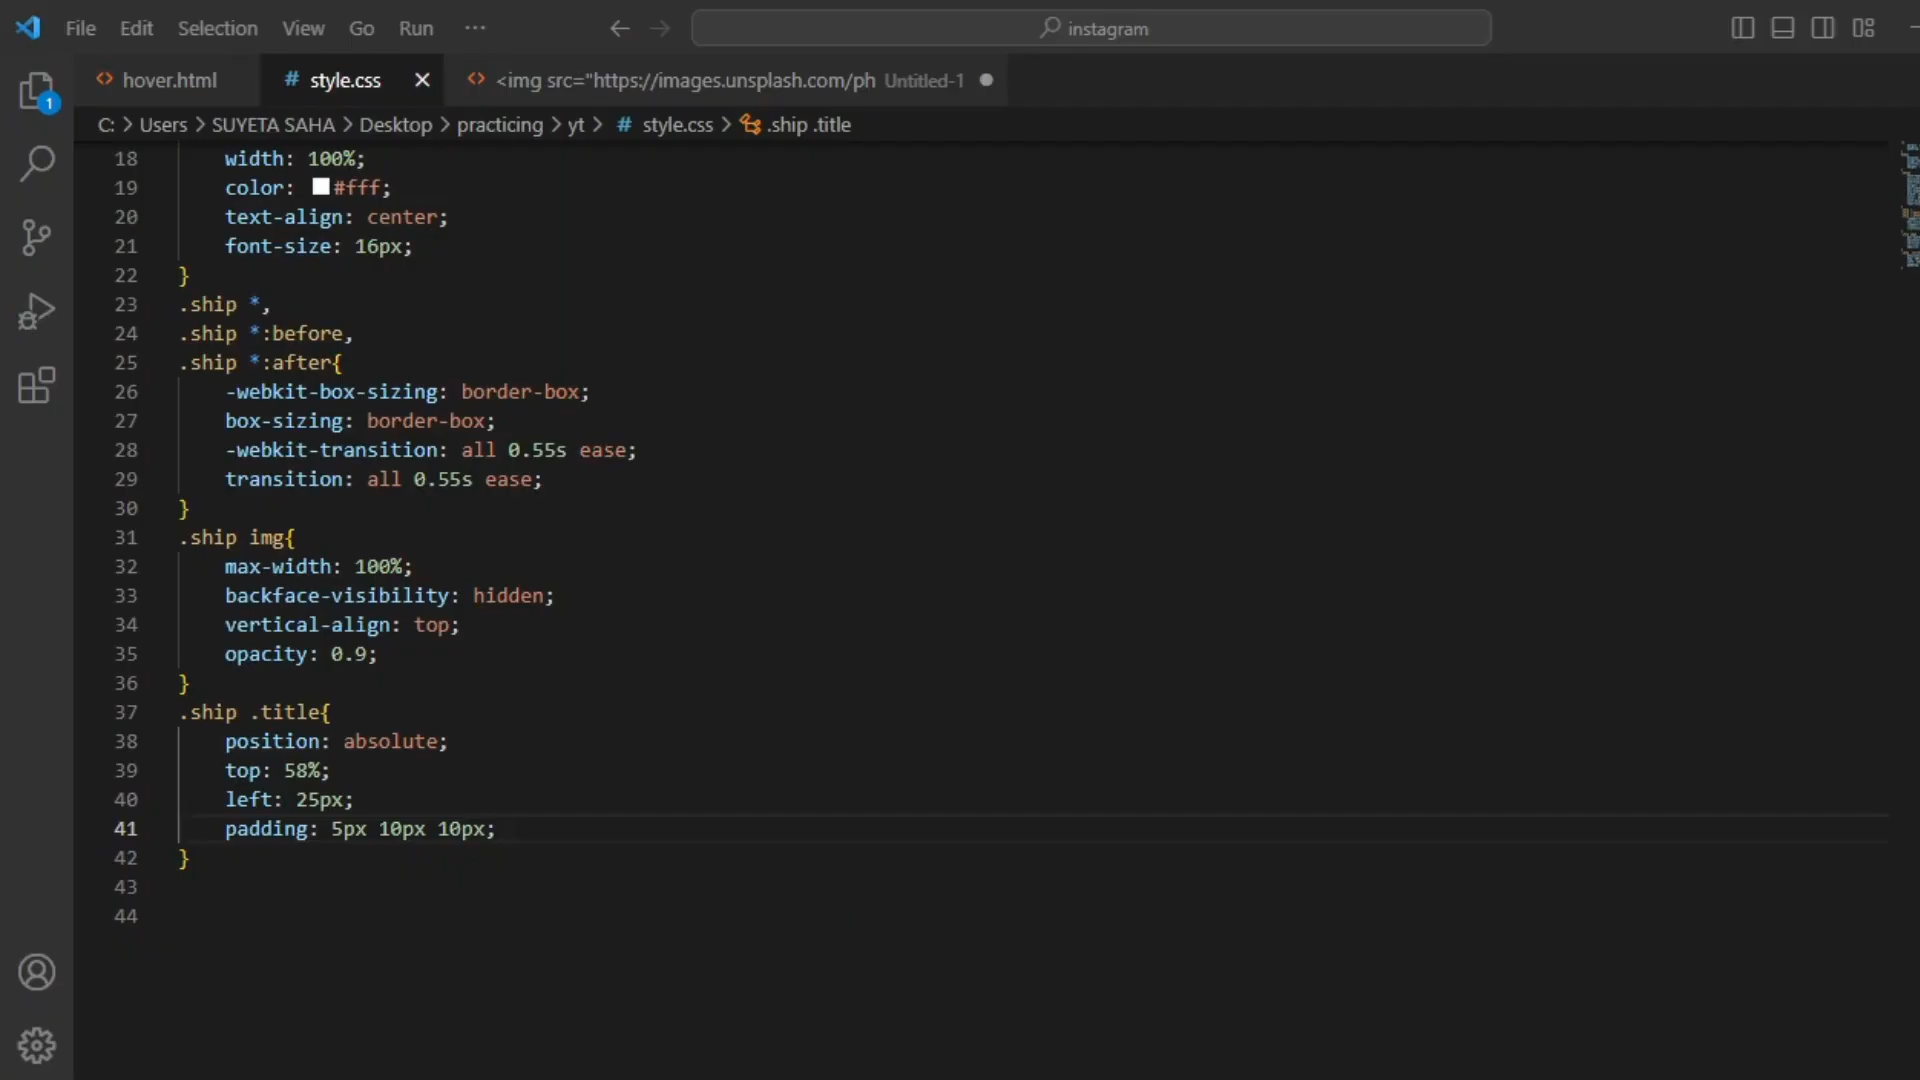 File Edit Selection View Go Run ··· instagram
hover.html # style.css <img src="https://images.unsplash.com/ph Untitled-1
C: > Users > SUYETA SAHA > Desktop > practicing > yt > # style.css > .ship .title
1
18 width: 100%;
19 color: #fff;
20 text-align: center;
21 font-size: 16px;
22 }
23 .ship *,
24 .ship *:before,
25 .ship *:after{
26 -webkit-box-sizing: border-box;
27 box-sizing: border-box;
28 -webkit-transition: all 0.55s ease;
29 transition: all 0.55s ease;
30 }
31 .ship img{
32 max-width: 100%;
33 backface-visibility: hidden;
34 vertical-align: top;
35 opacity: 0.9;
36 }
37 .ship .title{
38 position: absolute;
39 top: 58%;
40 left: 25px;
41 padding: 5px 10px 10px;
42 }
43
44